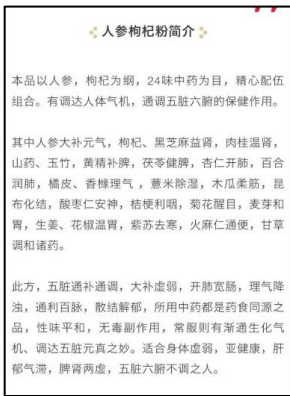 人参枸杞粉简介
本品以人参，枸杞为纲，24味中药为目，精心配伍
组合。有调达人体气机，通调五脏六腑的保健作用。
其中人参大补元气，枸杞、黑芝麻益肾，肉桂温肾，
山药、玉竹，黄精补脾，茯苓健脾，杏仁开肺，百合
润肺，橘皮、香橼理气，薏米除湿，木瓜柔筋，昆
布化结，酸枣仁安神，桔梗利咽，菊花醒目，麦芽和
胃，生姜、花椒温胃，紫苏去寒，火麻仁通便，甘草
调和诸药。
此方，五脏通补通调，大补虚弱，开肺宽肠，理气降
浊，通利百脉，散结解郁，所用中药都是药食同源之
品，性味平和，无毒副作用，常服则有渐通生化气
机、调达五脏元真之妙。适合身体虚弱，亚健康，肝
郁气滞，脾肾两虚，五脏六腑不调之人。